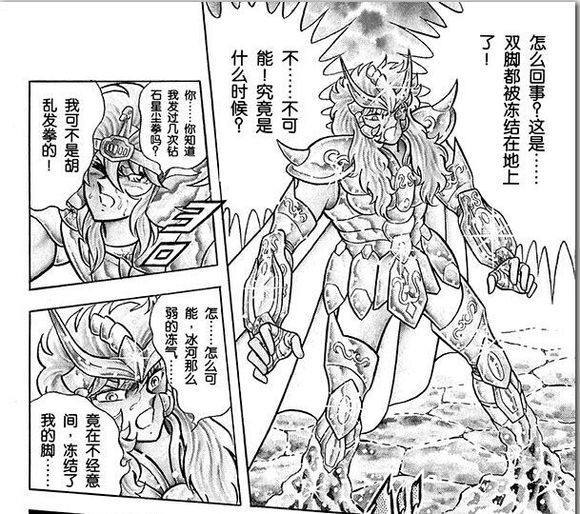 怎么回事？这是……
双脚都被冻结在地上
了！
不……不可
能！究竟是
什么时候？
你……你知道
我发过几次钻
石星尘拳吗？
我可不是胡
乱发拳的！
ヨロ
怎……怎么可
能，冰河那么
弱的冻气……
竟在不经意
间，冻结了
我的脚……